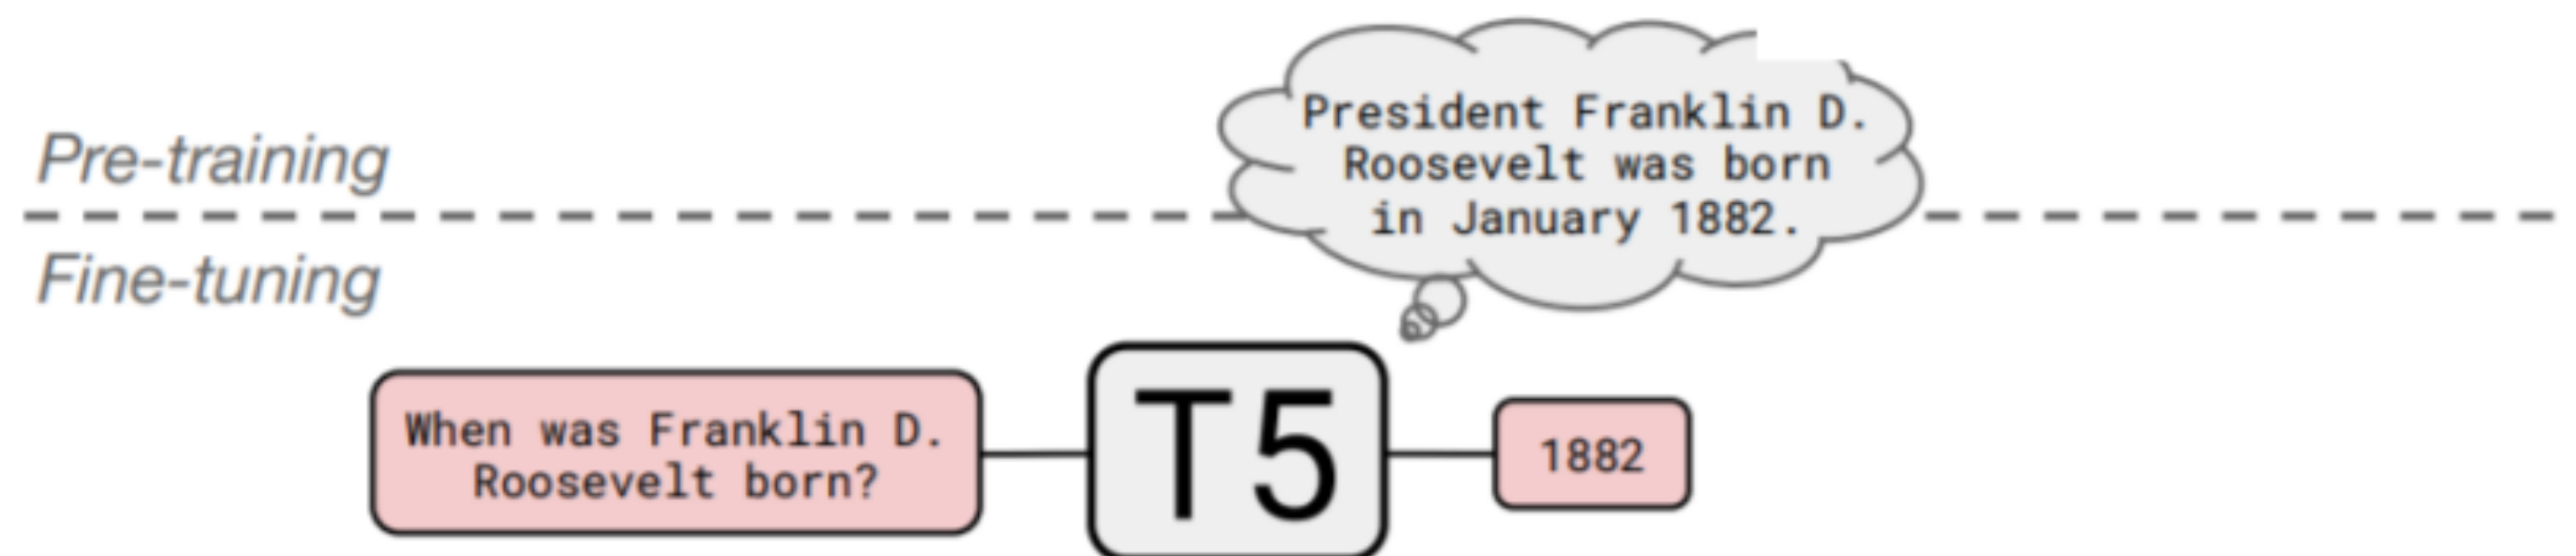 President Franklin D.
Roosevelt was born
in January 1882.
Pre-training
Fine-tuning
When was Franklin D.
Roosevelt born?
T5
1882